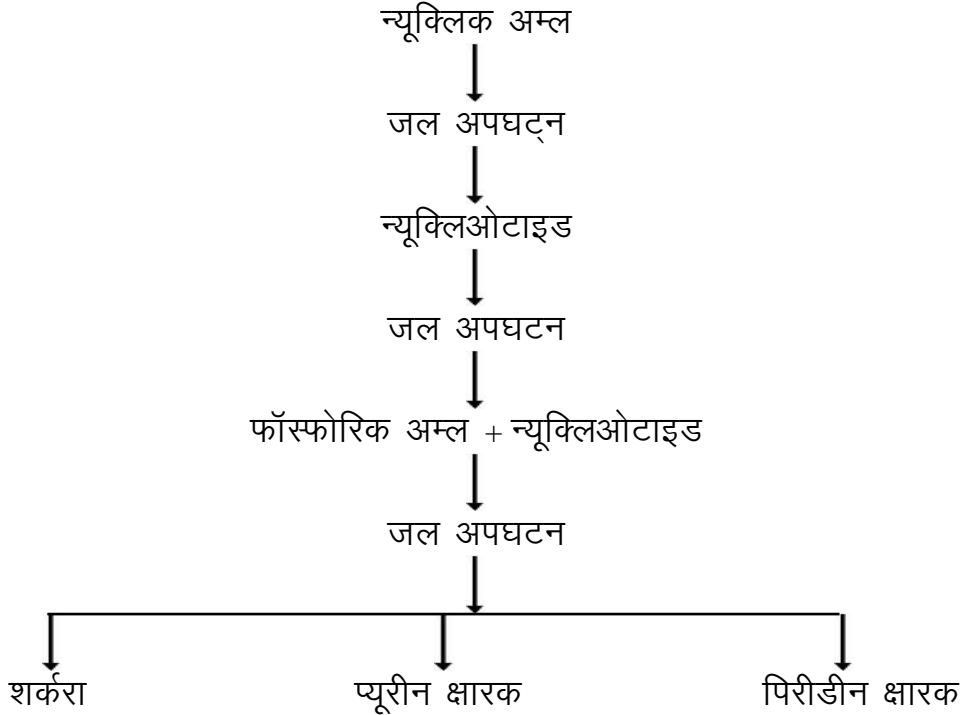 न्यूक्लिक अम्ल
जल अपघट्न
न्यूक्लिओटाइड
जल अपघटन
फॉस्फोरिक अम्ल + न्यूक्लिओटाइड
जल अपघटन
शर्करा प्यूरीन क्षारक पिरीडीन क्षारक